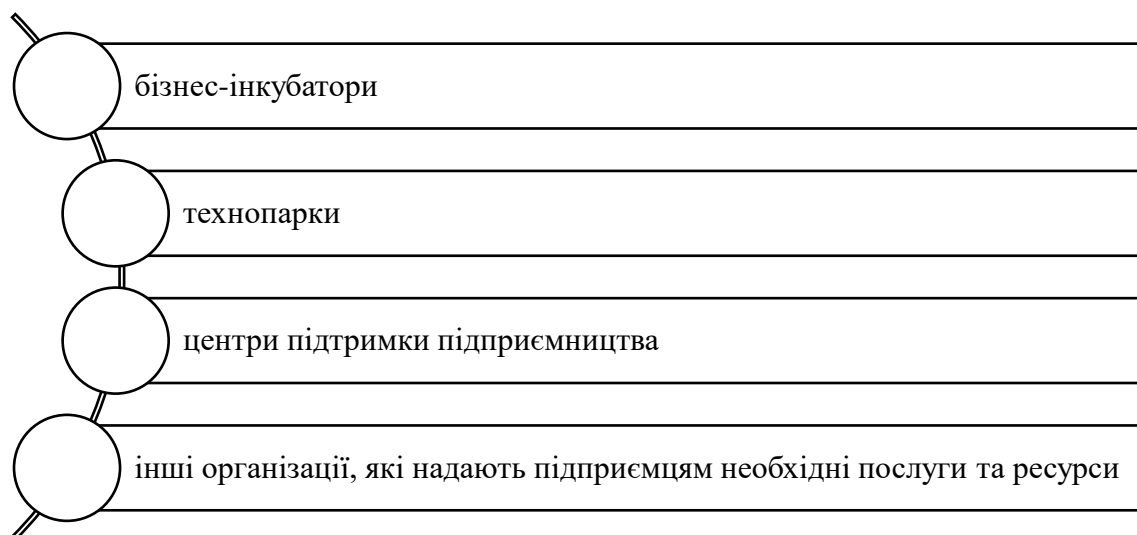 бізнес-інкубатори
технопарки
центри підтримки підприємництва
інші організації, які надають підприємцям необхідні послуги та ресурси